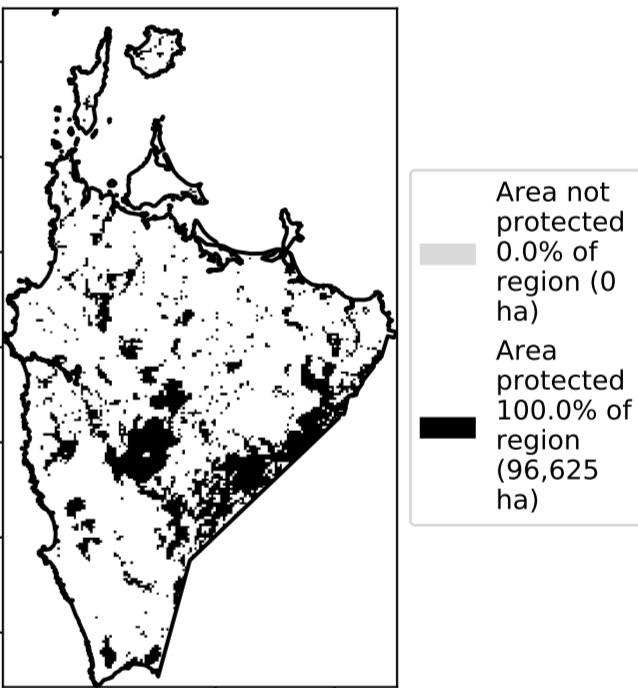 Area not
protected
0.0% of
region (0
ha)
Area
protected
100.0% of
region
(96,625
ha)